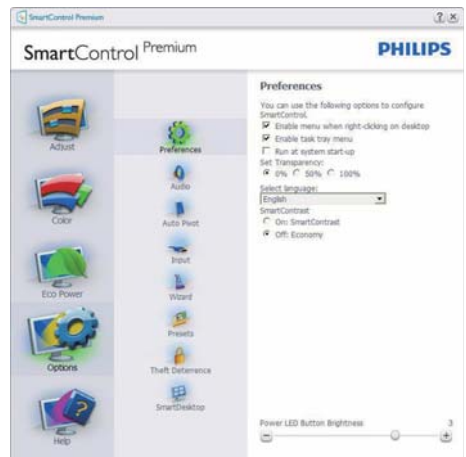 SmartControl Premium
SmartControl Premium
PHILIPS
Adjust
Color
Eco Power
Options
Help
Preferences
Audio
Auto Pivot
Input
Wizard
Presets
Theft Deterrence
SmartDesktop
Preferences
You can use the following options to configure
SmartControl.
Enable menu when right-clicking on desktop
Enable task tray menu
Run at system start-up
Set Transparency:
0% 50% 100%
Select language:
English
SmartContrast
On: SmartContrast
Off: Economy
Power LED Button Brightness 3